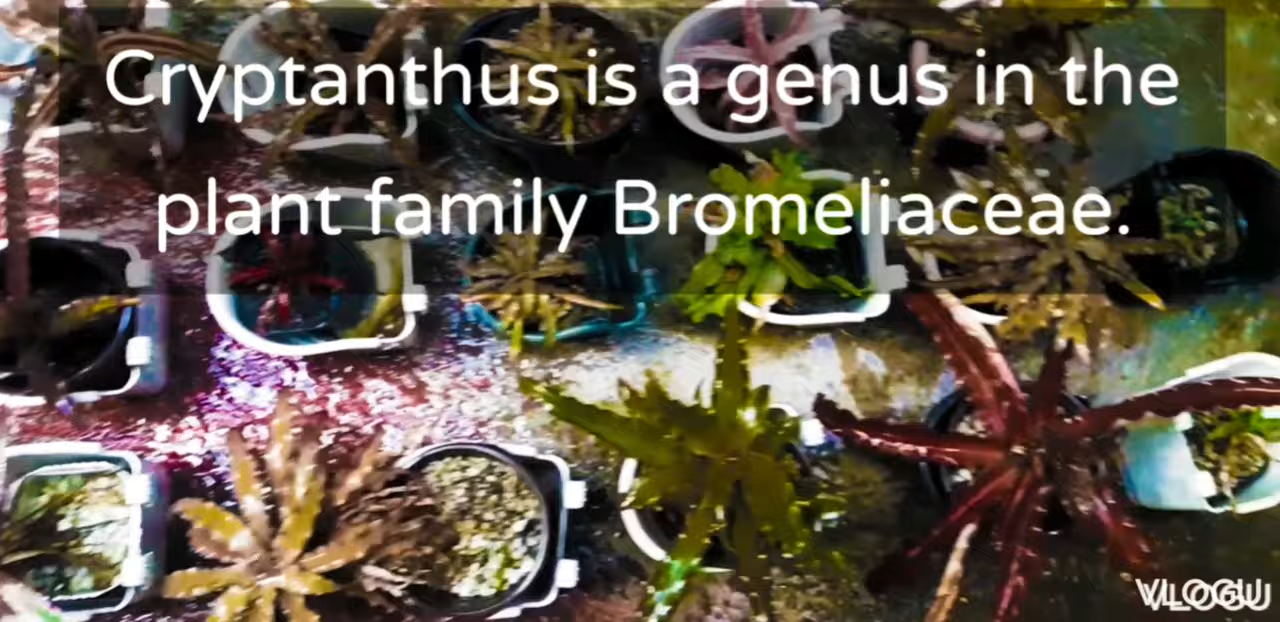 Cryptanthus is a genus in the
plant family Bromeliaceae.
VLOGU